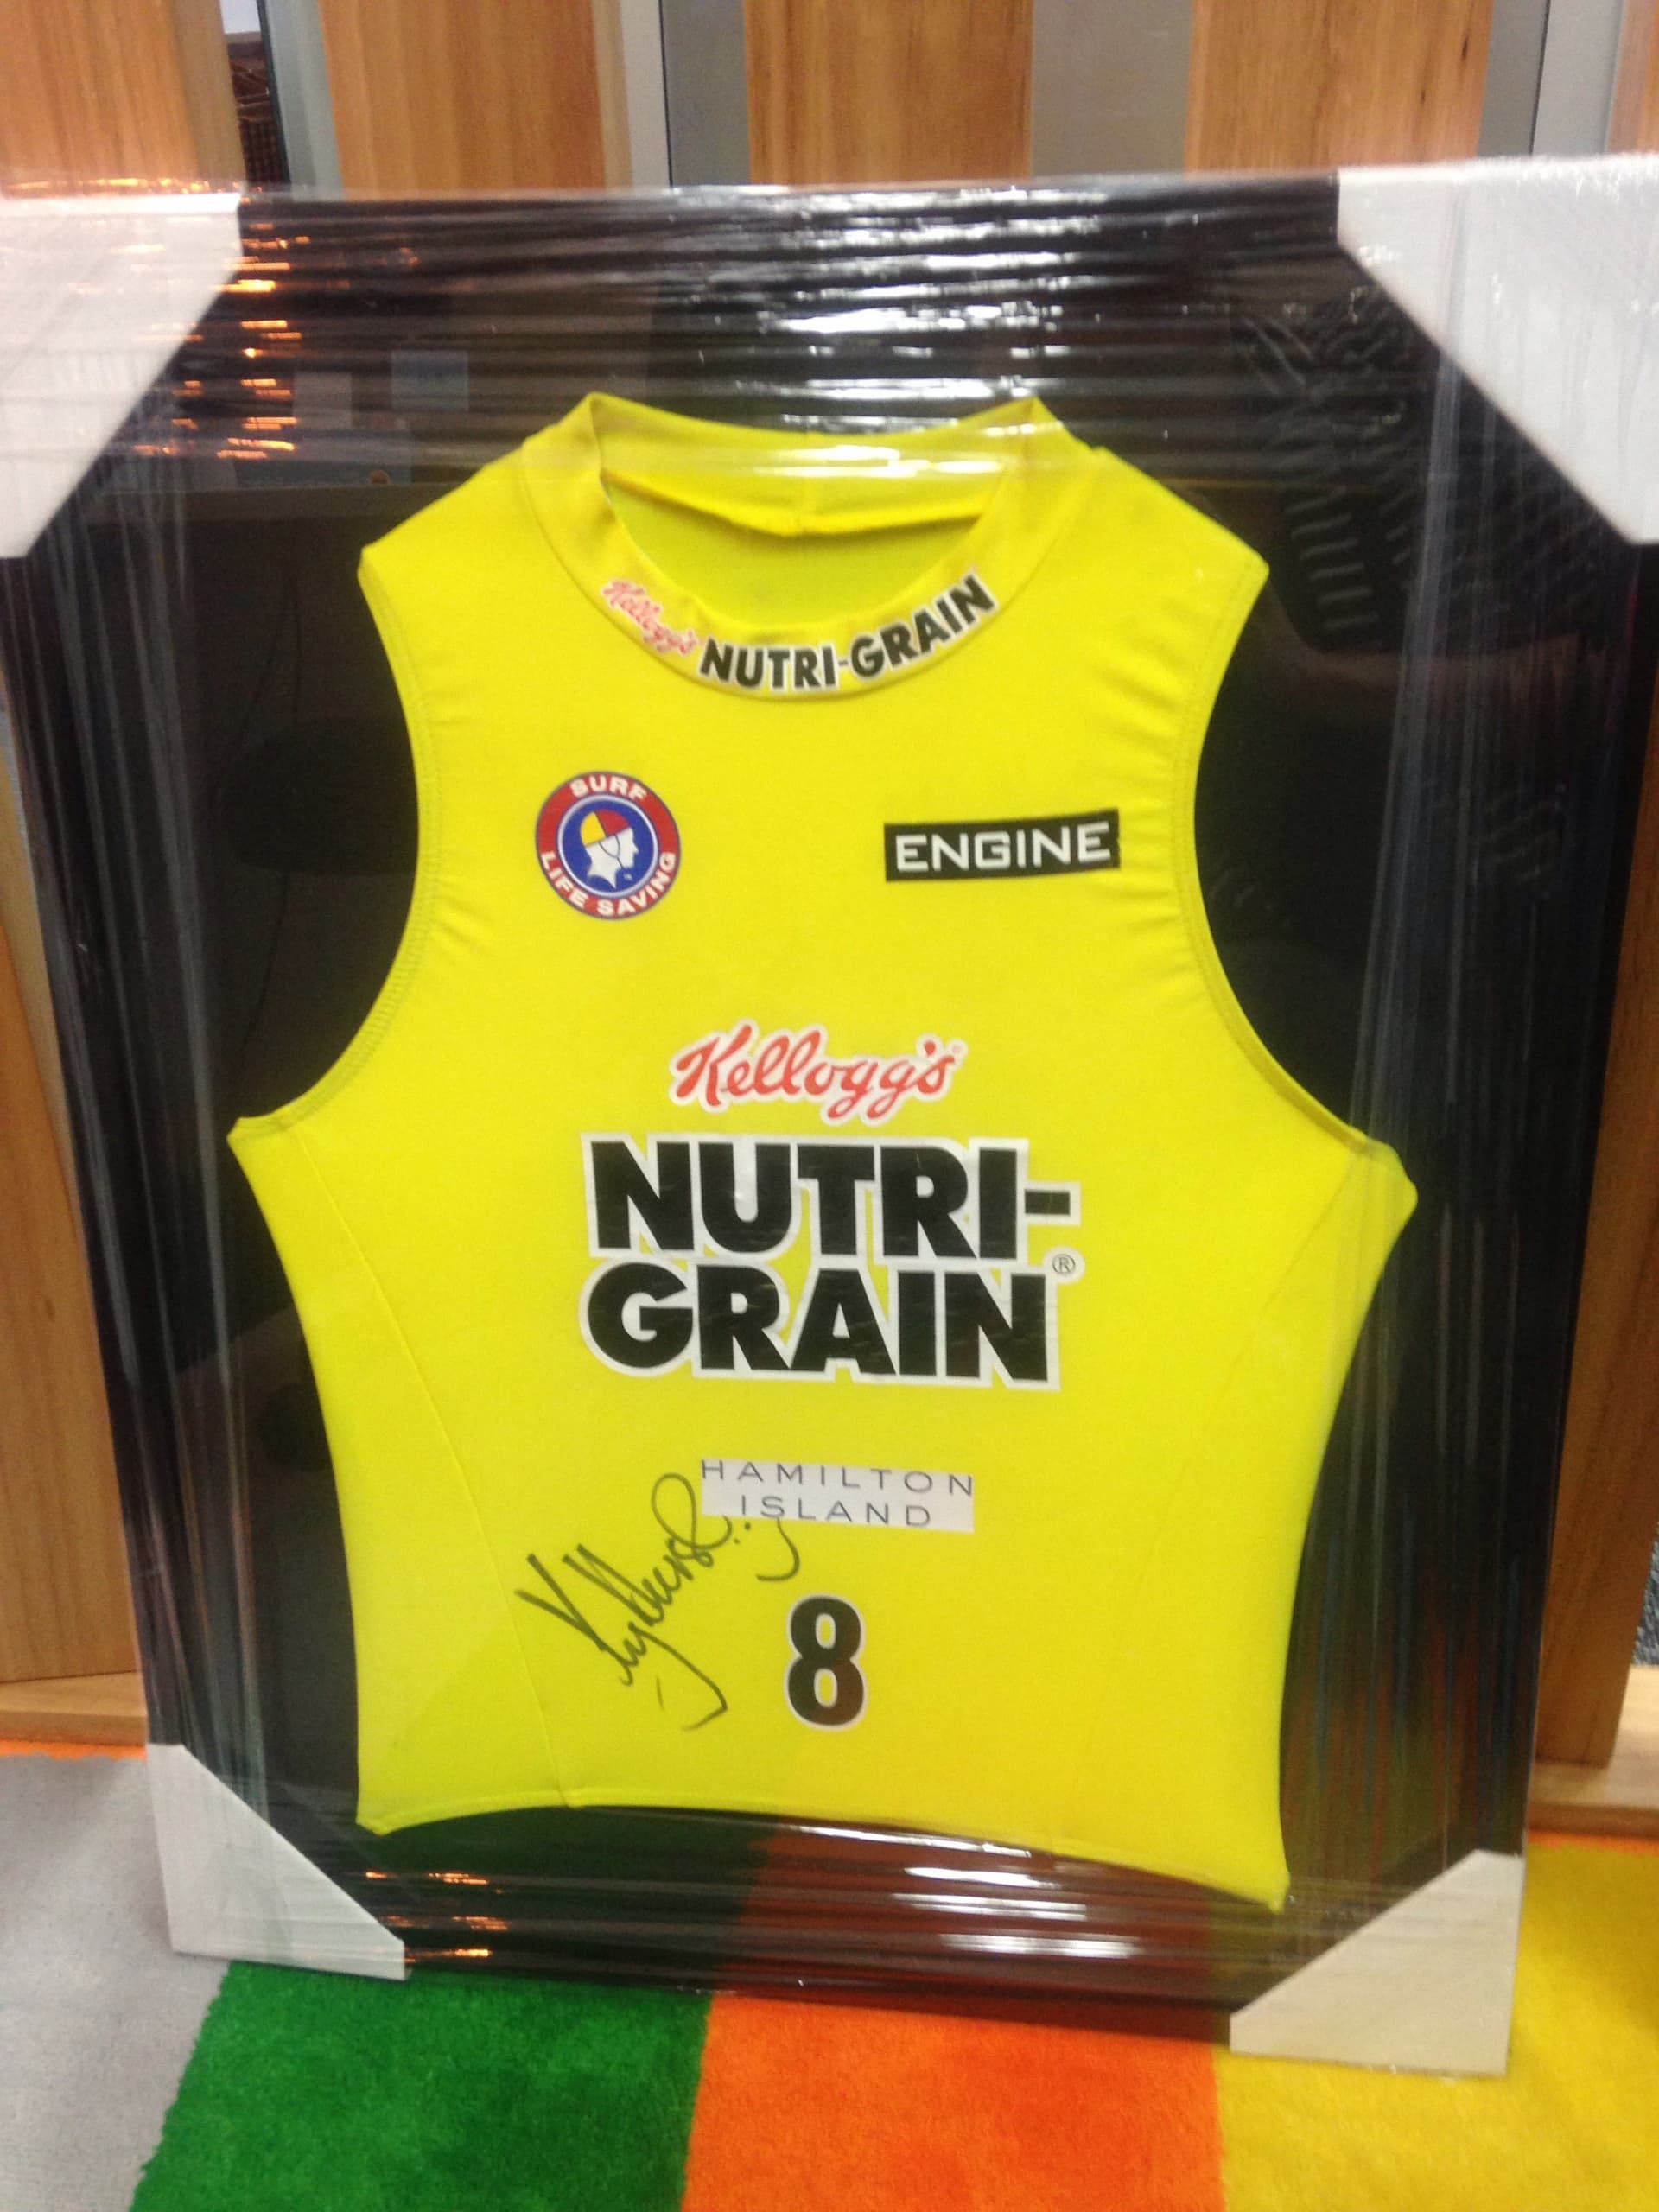 Kellogg's NUTRI-GRAIN
SURF
LIFE SAVING
ENGINE
Kellogg's®
NUTRI-
GRAIN®
HAMILTON
ISLAND
8